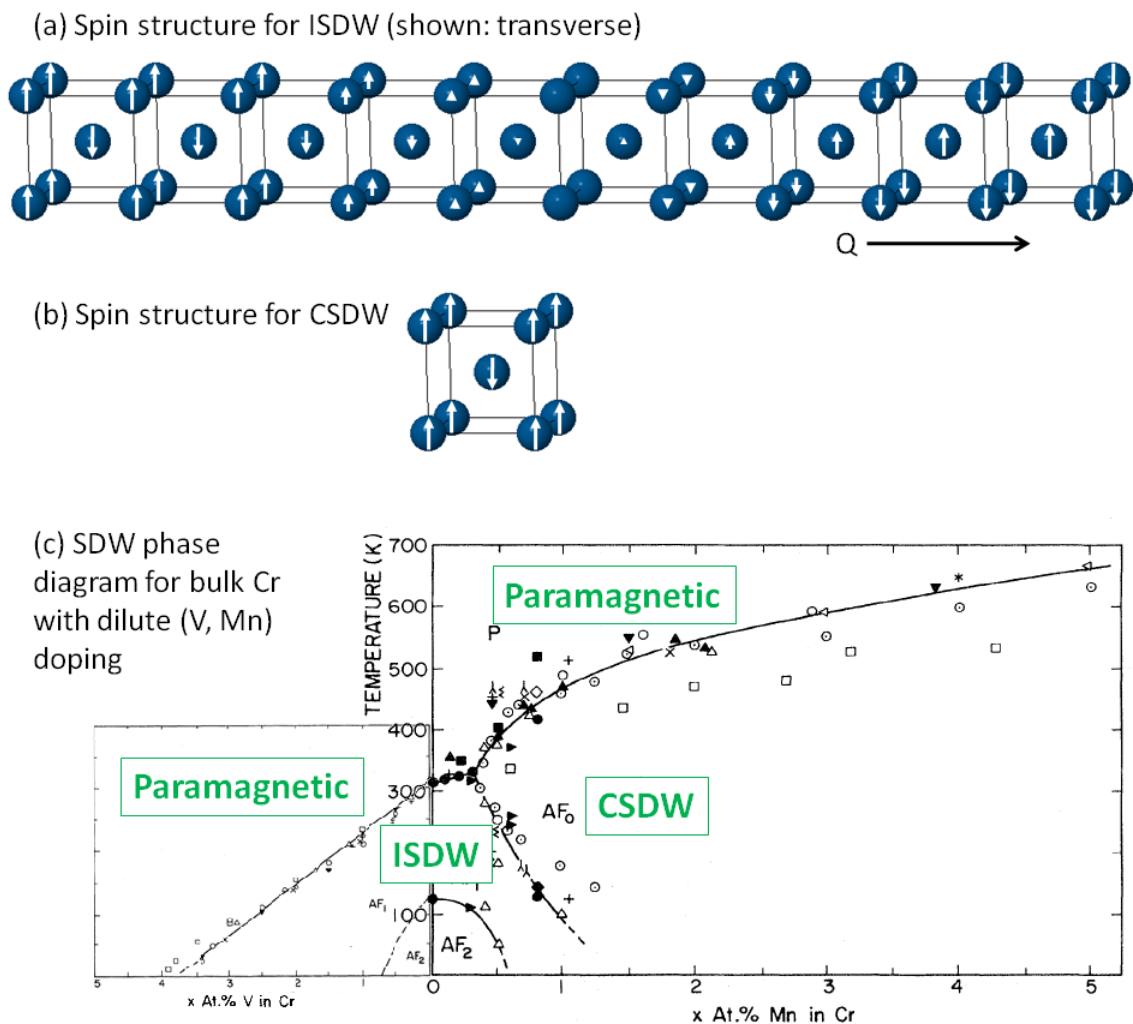 (a) Spin structure for ISDW (shown: transverse)
Q
(b) Spin structure for CSDW
(c) SDW phase
diagram for bulk Cr
with dilute (V, Mn)
doping
TEMPERATURE (K)
700
600
500
400
300
100
Paramagnetic
P
Paramagnetic
ISDW
AF₀
CSDW
AF₁
AF₂
AF₂
5 4 3 2 1
x At.% V in Cr
0 1 2 3 4 5
x At.% Mn in Cr